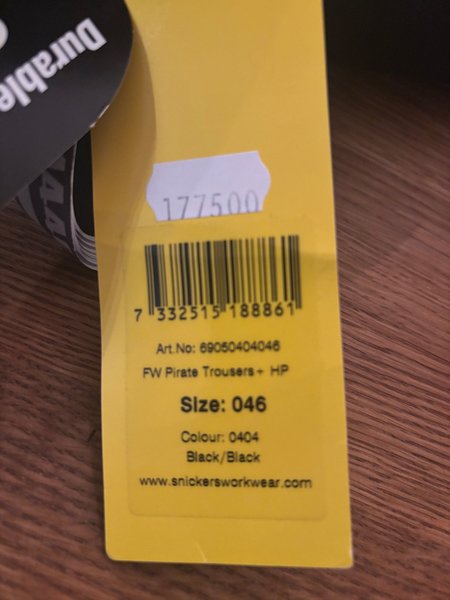 Durable
177500
7 332515 188861
Art.No: 69050404046
FW Pirate Trousers+ HP
Size: 046
Colour: 0404
Black/Black
www.snickersworkwear.com